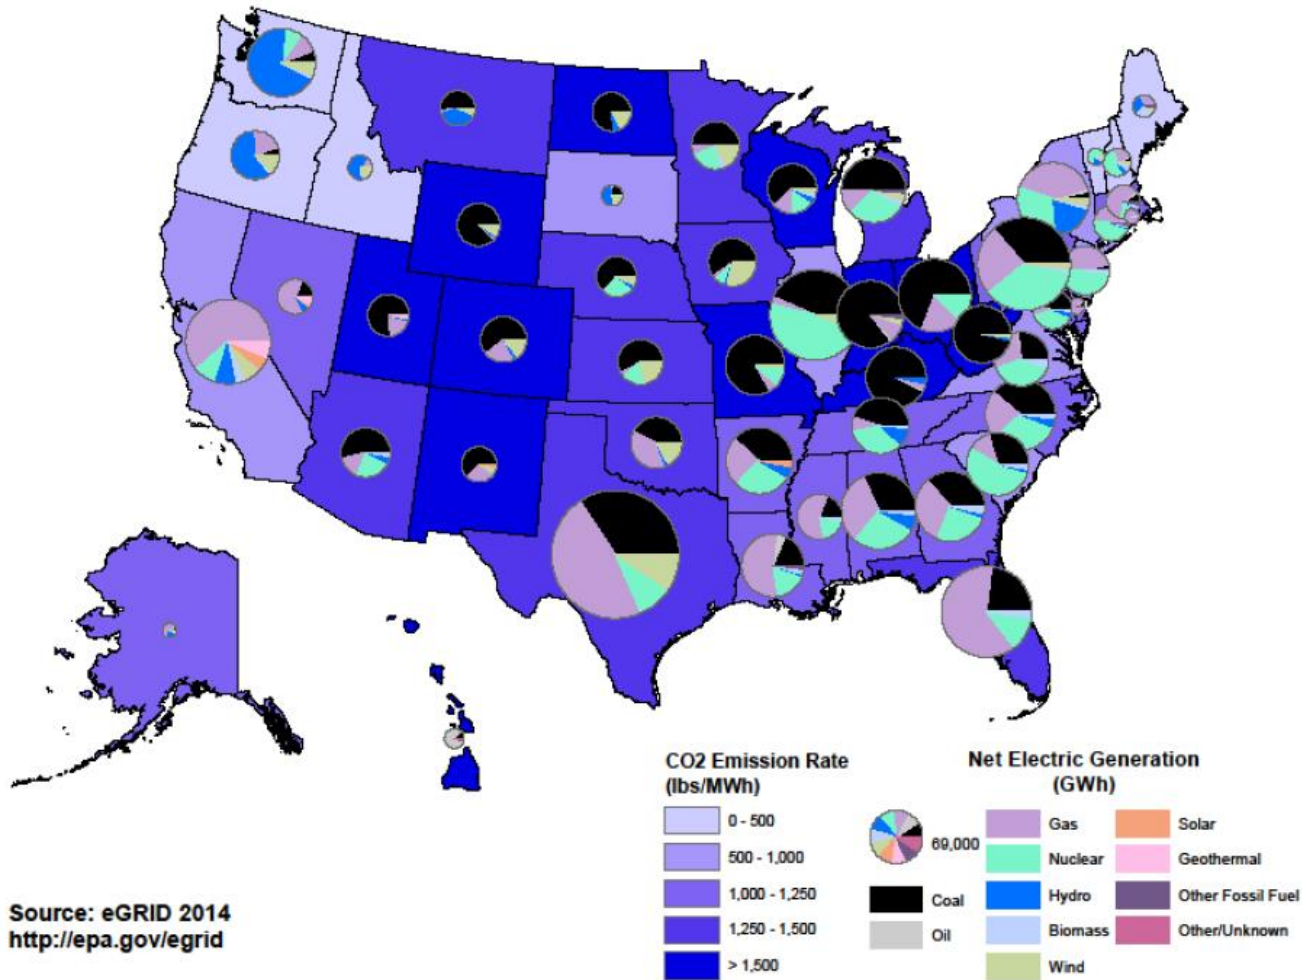 CO2 Emission Rate
(lbs/MWh)
0 - 500
500 - 1,000
1,000 - 1,250
1,250 - 1,500
> 1,500
Net Electric Generation
(GWh)
69,000
Coal
Oil
Gas
Nuclear
Hydro
Biomass
Wind
Solar
Geothermal
Other Fossil Fuel
Other/Unknown
Source: eGRID 2014
http://epa.gov/egrid